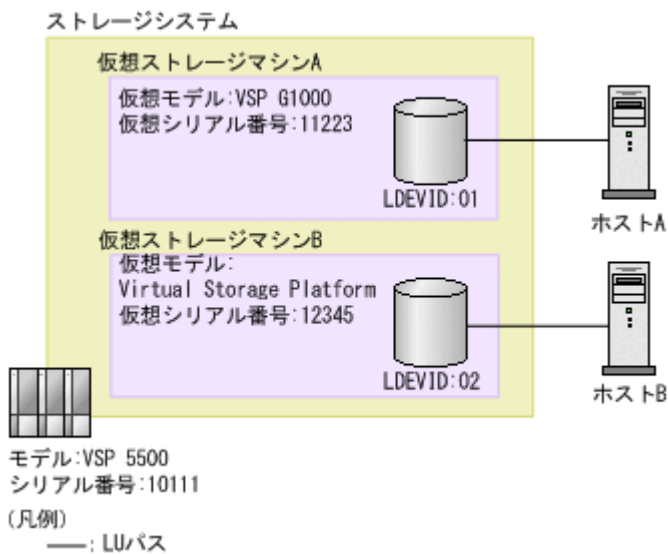 ストレージシステム
仮想ストレージマシンA
仮想モデル:VSP G1000
仮想シリアル番号:11223
LDEVID:01
ホストA
仮想ストレージマシンB
仮想モデル:
Virtual Storage Platform
仮想シリアル番号:12345
LDEVID:02
ホストB
モデル:VSP 5500
シリアル番号:10111
(凡例)
──: LUパス